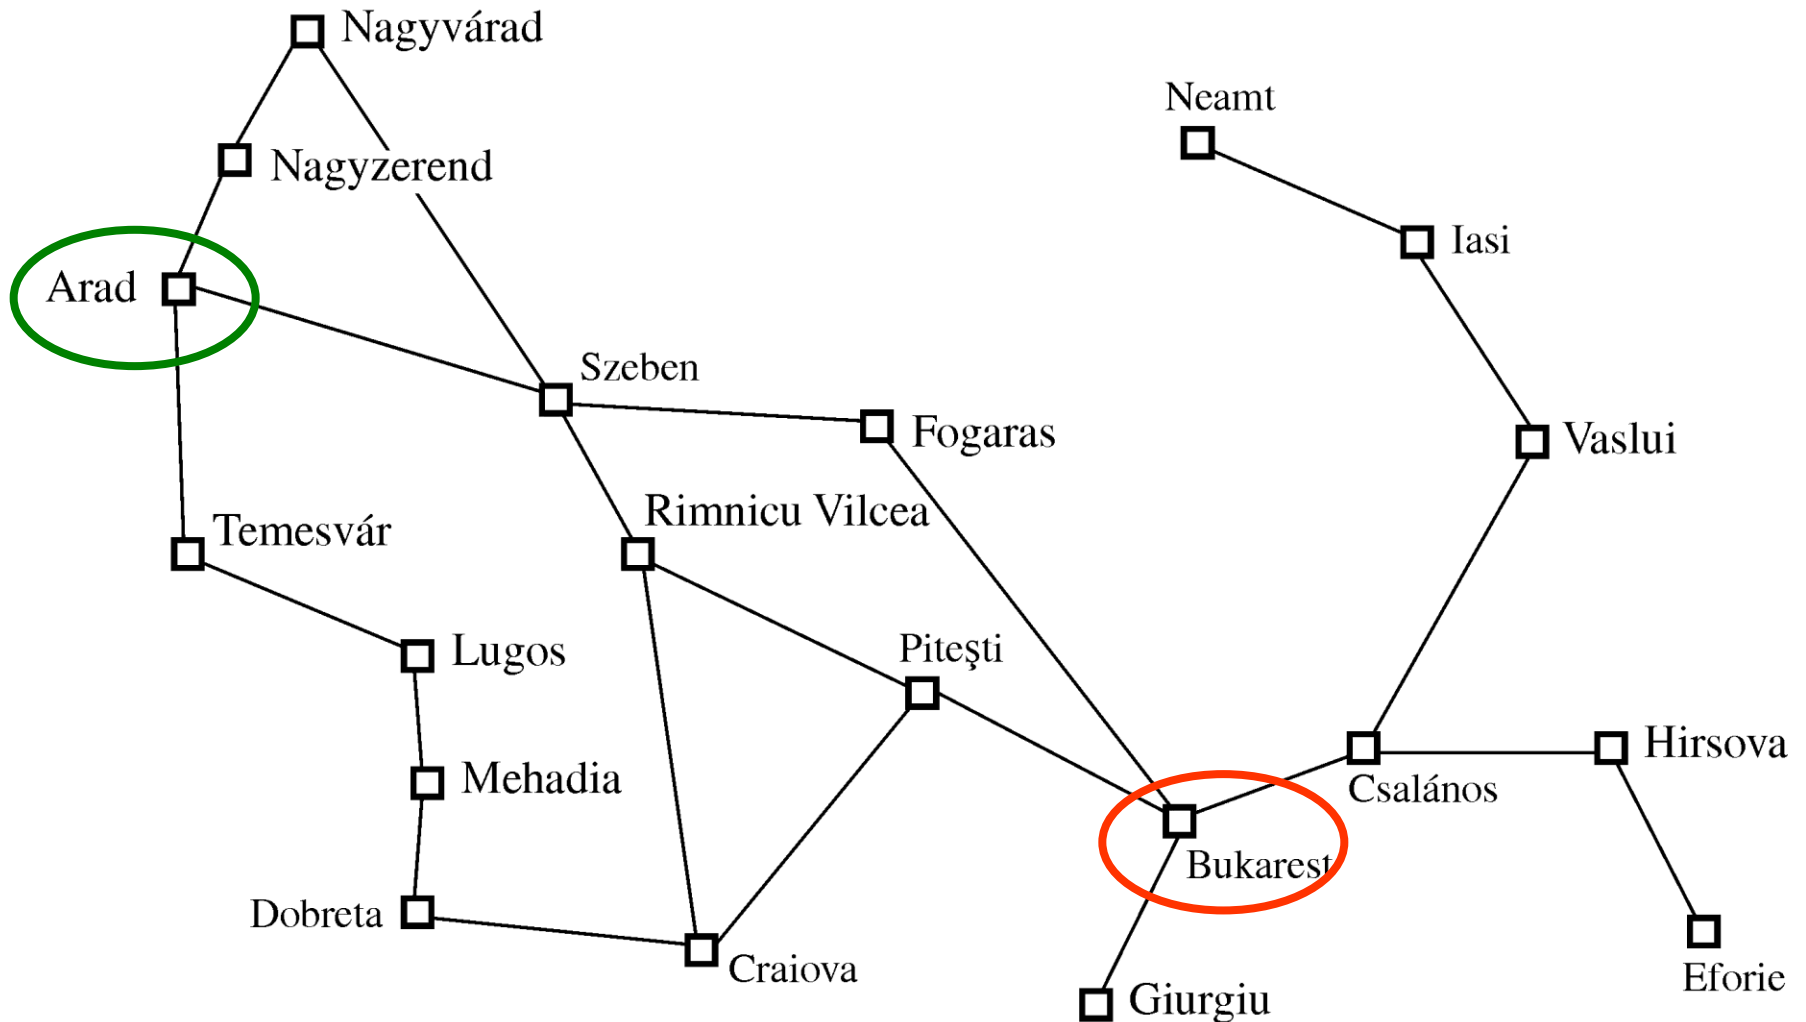 Nagyvárad
Neamt
Nagyzerend
Iasi
Arad
Szeben
Fogaras
Vaslui
Rimnicu Vilcea
Temesvár
Lugos
Piteşti
Hirsova
Mehadia
Csalános
Bukarest
Dobreta
Craiova
Eforie
Giurgiu